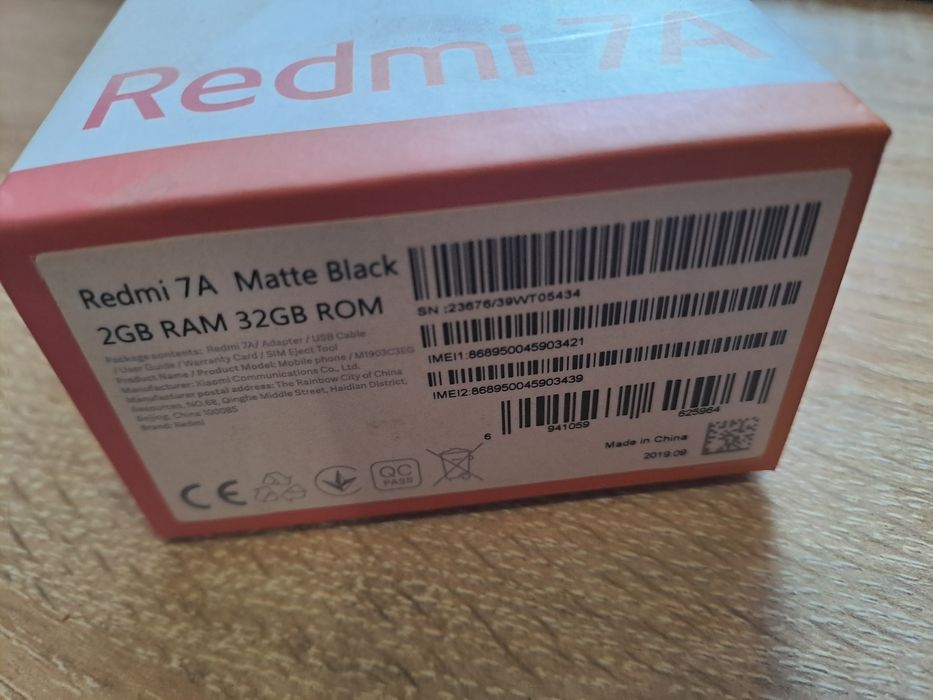 Redmi 7A
Redmi 7A Matte Black
2GB RAM 32GB ROM
Package contents: Redmi 7A/ Adapter / USB Cable
/ User Guide / Warranty Card / SIM Eject Tool
Product Name / Product Model: Mobile phone / M1903C3EG
Manufacturer: Xiaomi Communications Co., Ltd.
Manufacturer postal address: The Rainbow City of China
Resources, NO.68, Qinghe Middle Street, Haidian District,
Beijing, China 100085
Brand: Redmi
SN :23676/39WT05434
IMEI1:868950045903421
IMEI2:868950045903439
6 941059 625964
Made in China
2019.09
CE
QC
PASS